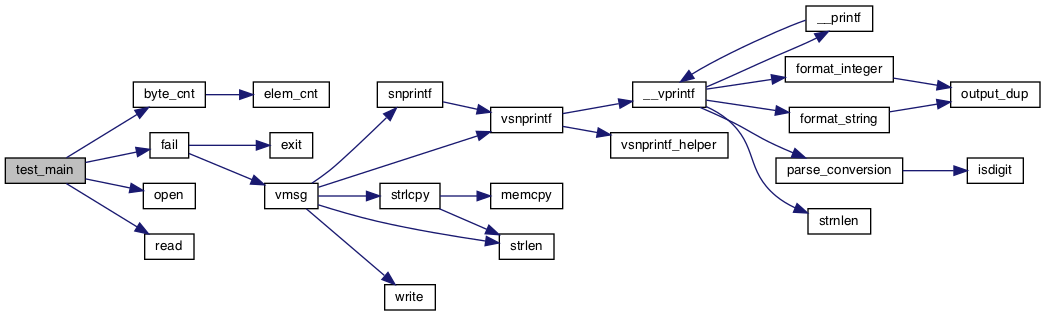 test_main
byte_cnt
elem_cnt
fail
exit
open
read
vmsg
snprintf
vsnprintf
strlcpy
memcpy
strlen
write
__vprintf
vsnprintf_helper
__printf
format_integer
format_string
output_dup
parse_conversion
isdigit
strnlen